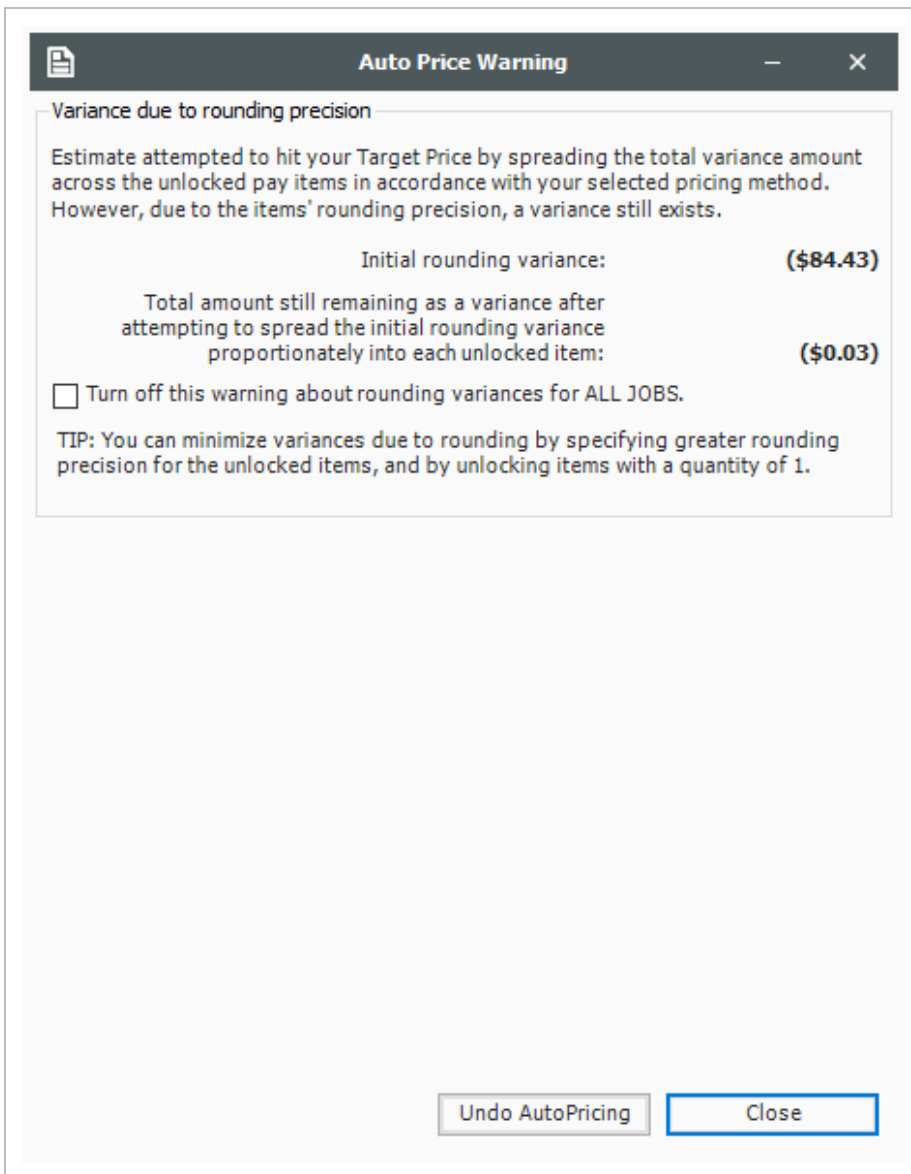 Auto Price Warning
Variance due to rounding precision
Estimate attempted to hit your Target Price by spreading the total variance amount
across the unlocked pay items in accordance with your selected pricing method.
However, due to the items' rounding precision, a variance still exists.
Initial rounding variance: ($84.43)
Total amount still remaining as a variance after
attempting to spread the initial rounding variance
proportionately into each unlocked item: ($0.03)
Turn off this warning about rounding variances for ALL JOBS.
TIP: You can minimize variances due to rounding by specifying greater rounding
precision for the unlocked items, and by unlocking items with a quantity of 1.
Undo AutoPricing Close